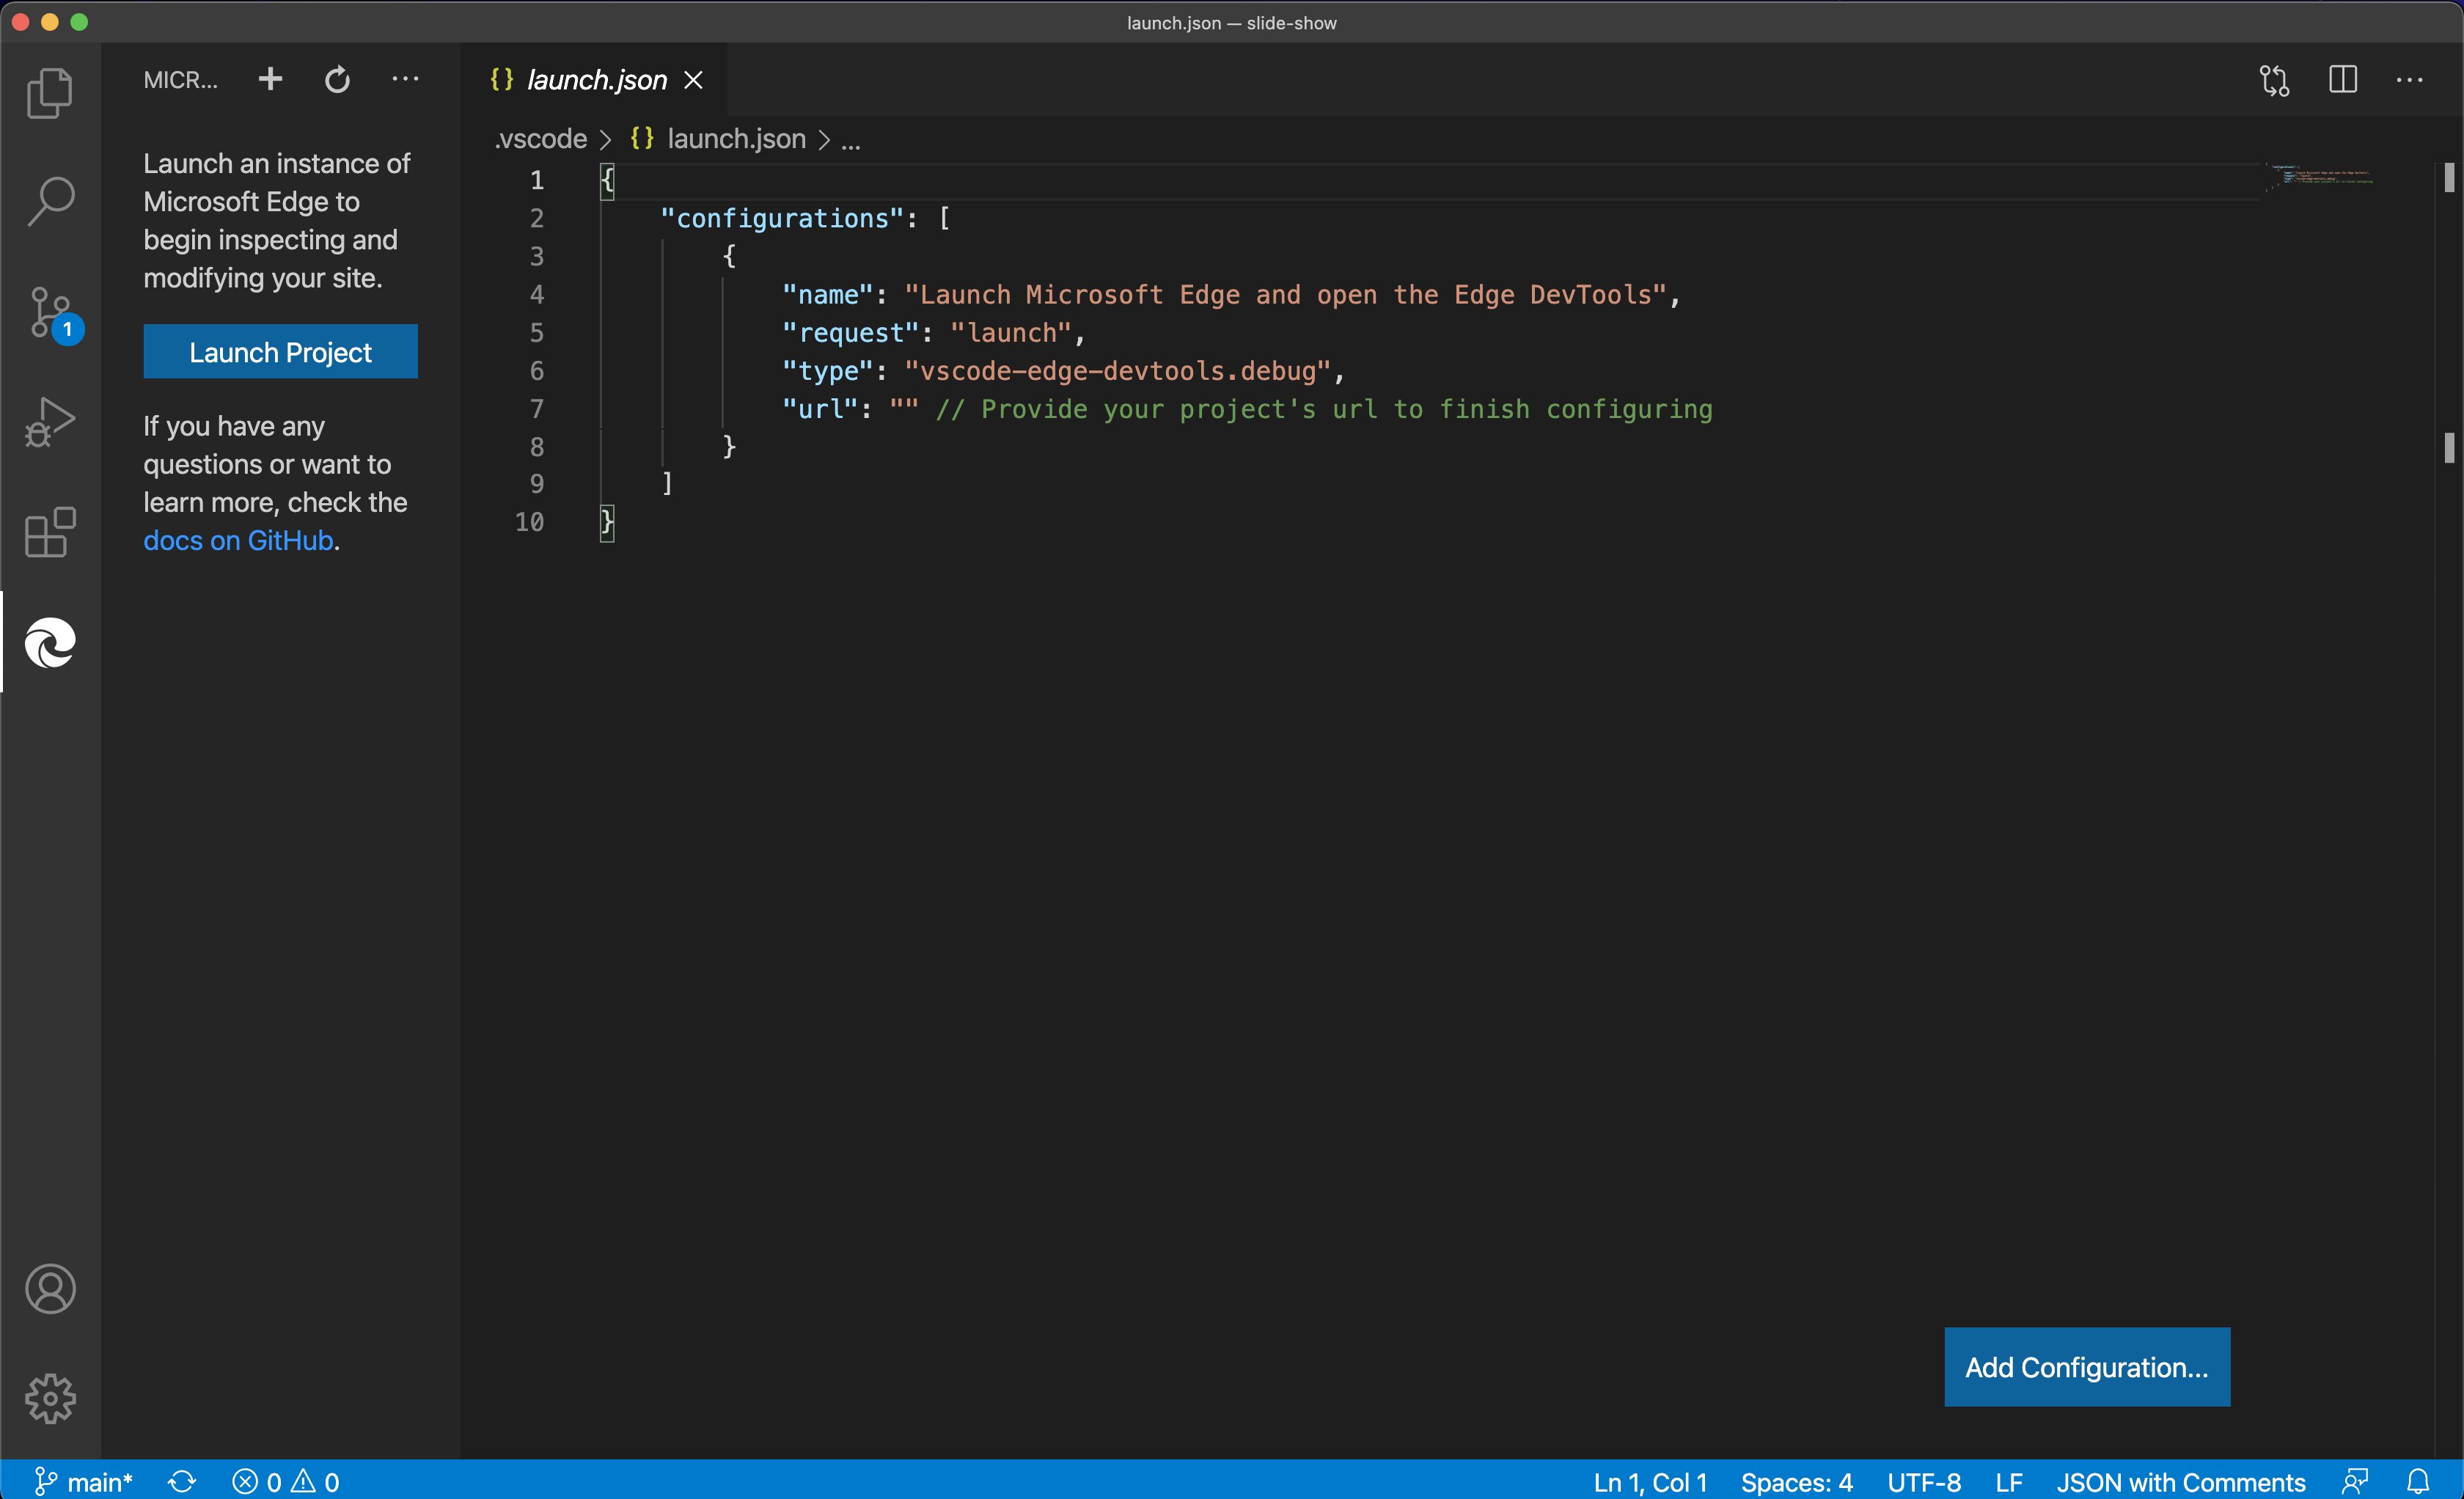 launch.json — slide-show
MICR...
Launch an instance of
Microsoft Edge to
begin inspecting and
modifying your site.
Launch Project
If you have any
questions or want to
learn more, check the
docs on GitHub.
1
{} launch.json
.vscode > {} launch.json > ...
1 {
2 "configurations": [
3 {
4 "name": "Launch Microsoft Edge and open the Edge DevTools",
5 "request": "launch",
6 "type": "vscode-edge-devtools.debug",
7 "url": "" // Provide your project's url to finish configuring
8 }
9 ]
10 }
Add Configuration...
main* 0 0 Ln 1, Col 1 Spaces: 4 UTF-8 LF JSON with Comments